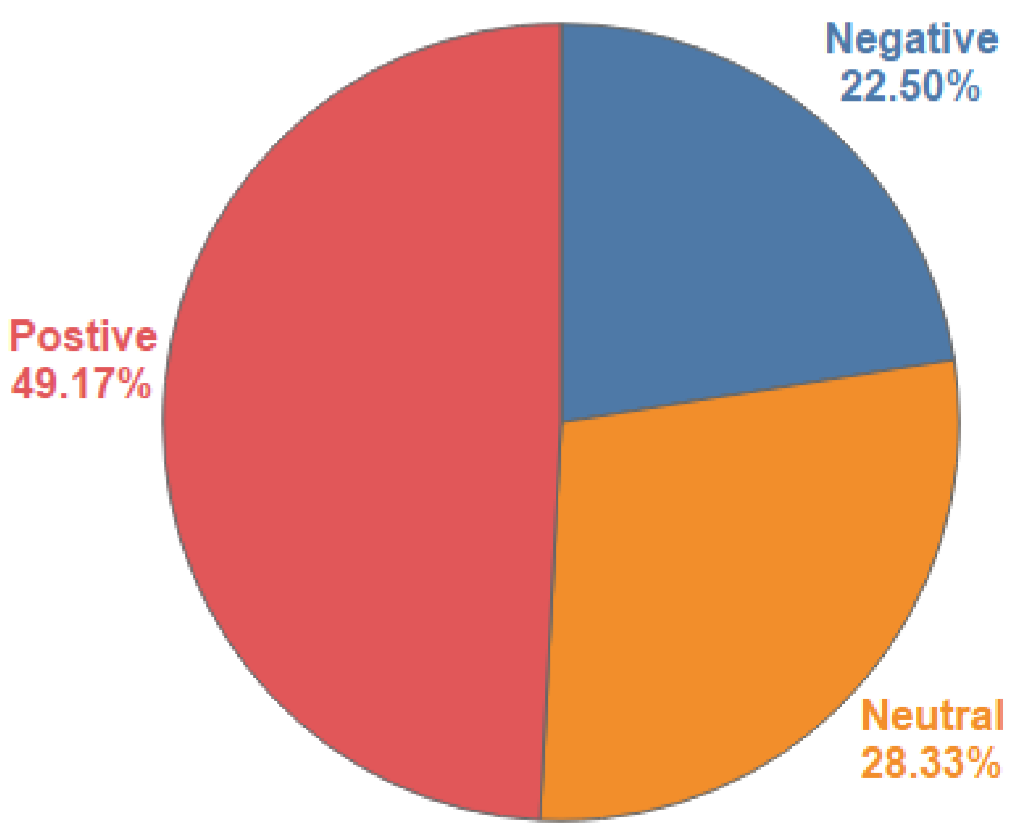 Negative
22.50%
Postive
49.17%
Neutral
28.33%